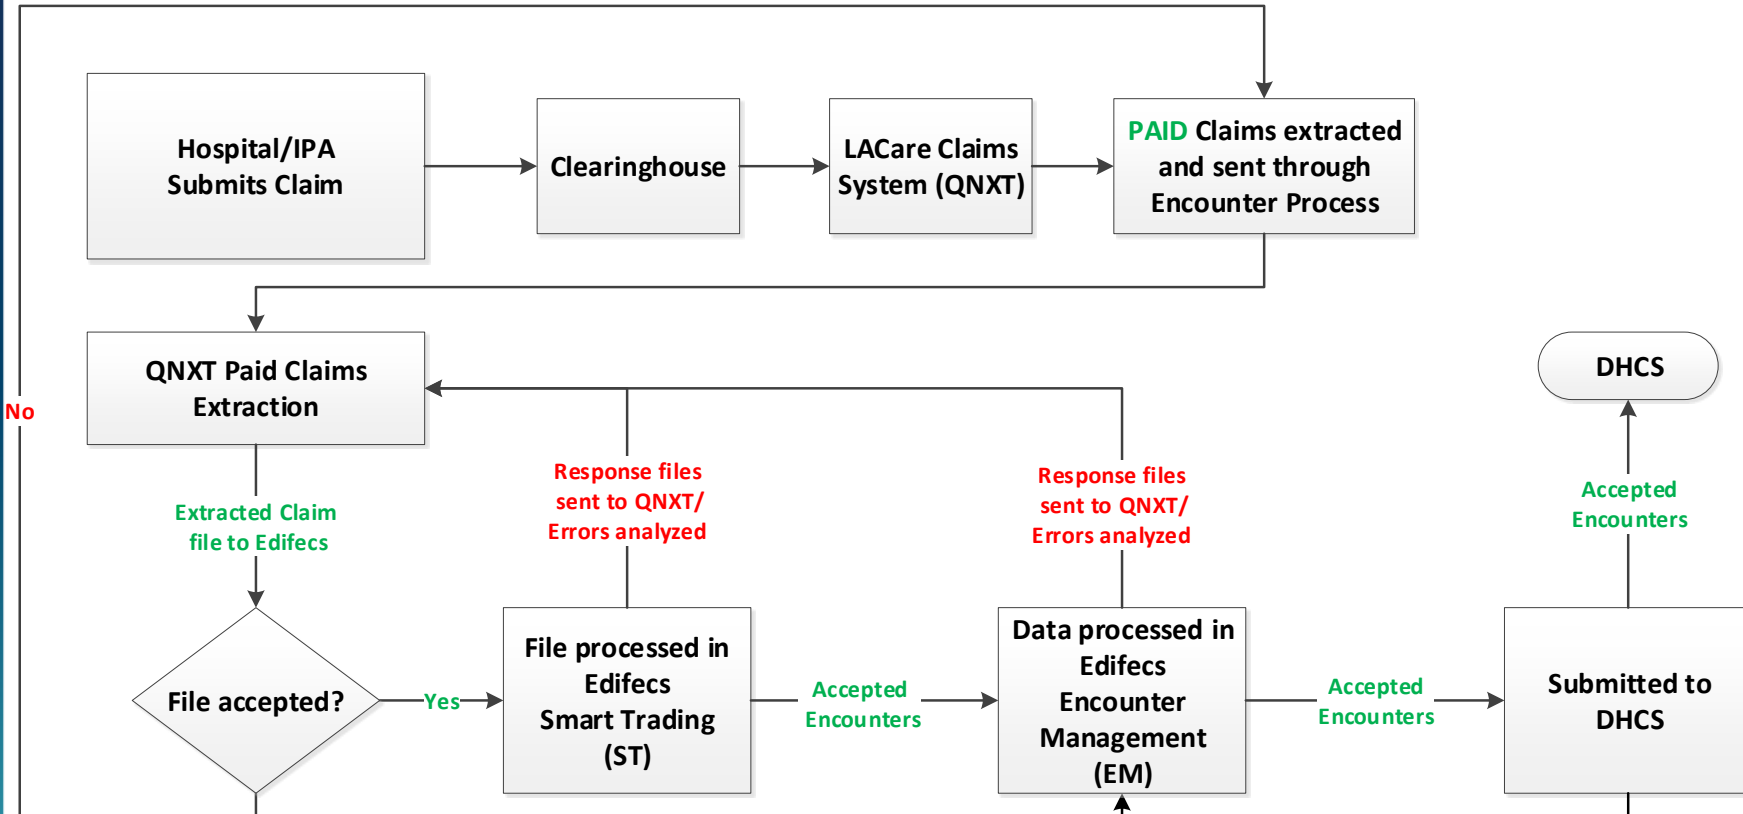 Hospital/IPA
Submits Claim
Clearinghouse
LACare Claims
System (QNXT)
PAID Claims extracted
and sent through
Encounter Process
QNXT Paid Claims
Extraction
DHCS
No
Response files
sent to QNXT/
Errors analyzed
Response files
sent to QNXT/
Errors analyzed
Accepted
Encounters
Extracted Claim
file to Edifecs
File accepted?
Yes
File processed in
Edifecs
Smart Trading
(ST)
Accepted
Encounters
Data processed in
Edifecs
Encounter
Management
(EM)
Accepted
Encounters
Submitted to
DHCS